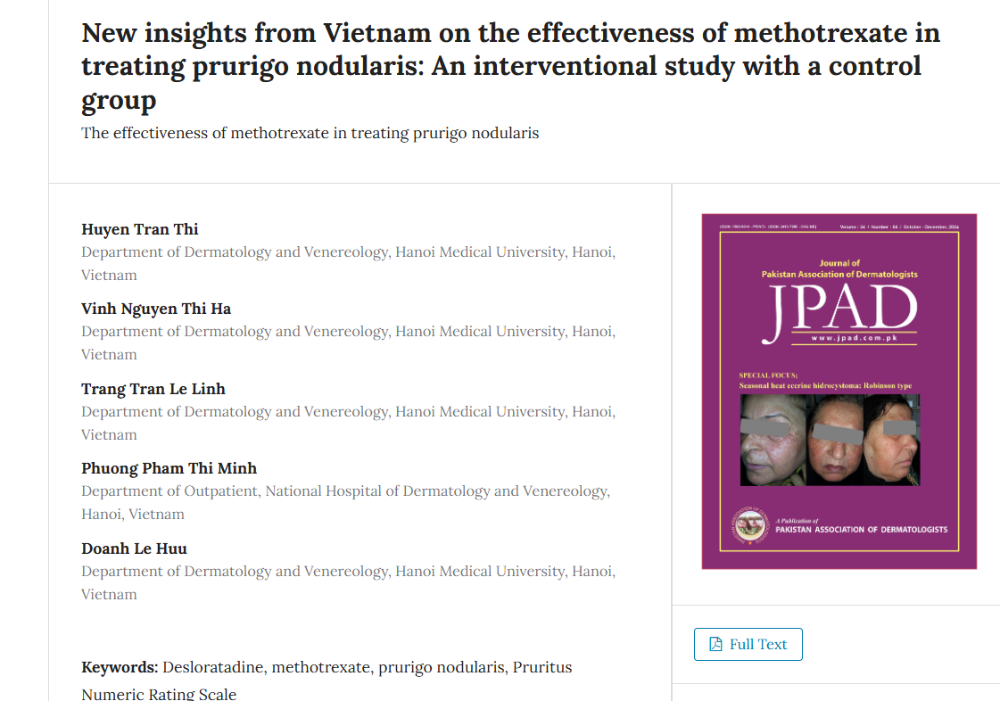 New insights from Vietnam on the effectiveness of methotrexate in
treating prurigo nodularis: An interventional study with a control
group
The effectiveness of methotrexate in treating prurigo nodularis
Huyen Tran Thi
Department of Dermatology and Venereology, Hanoi Medical University, Hanoi,
Vietnam
Vinh Nguyen Thi Ha
Department of Dermatology and Venereology, Hanoi Medical University, Hanoi,
Vietnam
Trang Tran Le Linh
Department of Dermatology and Venereology, Hanoi Medical University, Hanoi,
Vietnam
Phuong Pham Thi Minh
Department of Outpatient, National Hospital of Dermatology and Venereology,
Hanoi, Vietnam
Doanh Le Huu
Department of Dermatology and Venereology, Hanoi Medical University, Hanoi,
Vietnam
Keywords: Desloratadine, methotrexate, prurigo nodularis, Pruritus
Numeric Rating Scale
Volume : 34 / Number : 04 / October - December, 2024
Journal of
Pakistan Association of Dermatologists
JPAD
www.jpad.com.pk
SPECIAL FOCUS:
Seasonal heat eccrine hidrocystoma: Robinson type
A Publication of
PAKISTAN ASSOCIATION OF DERMATOLOGISTS
Full Text